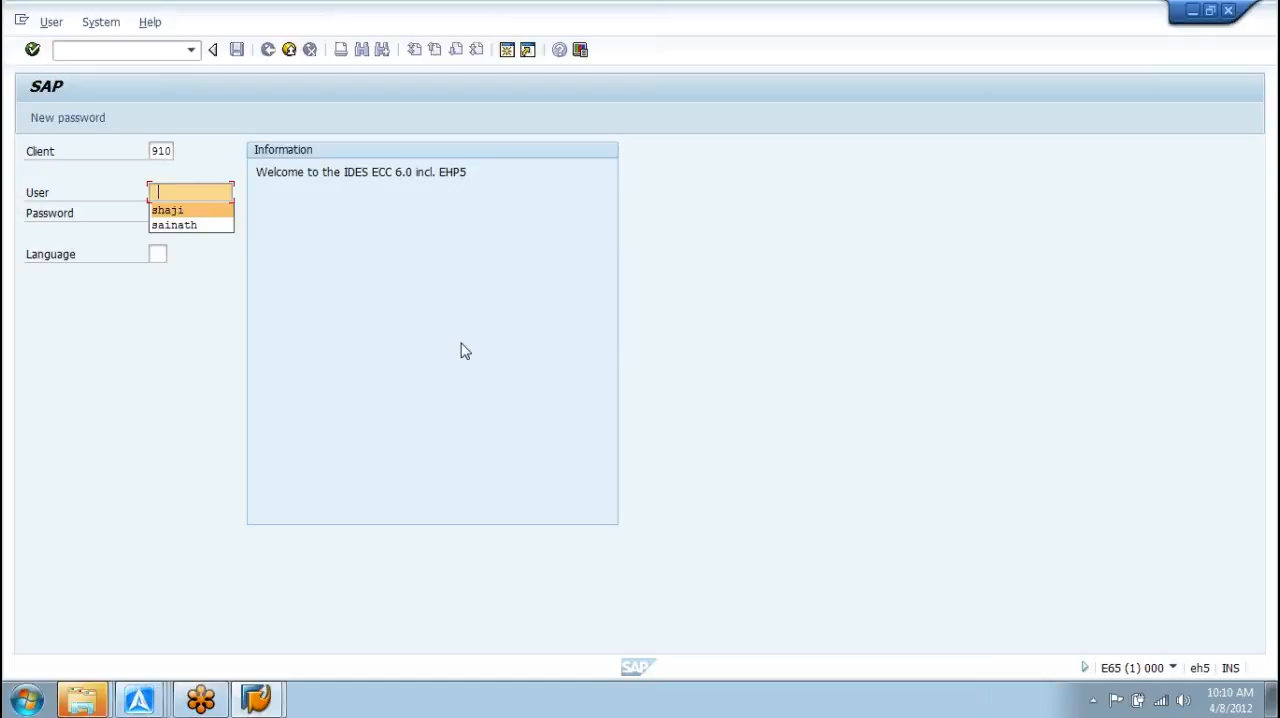 User System Help
SAP
New password
Client 910
Information
Welcome to the IDES ECC 6.0 incl. EHP5
User
shaji
Password
sainath
Language
SAP
E65 (1) 000 eh5 INS
10:10 AM
4/8/2012